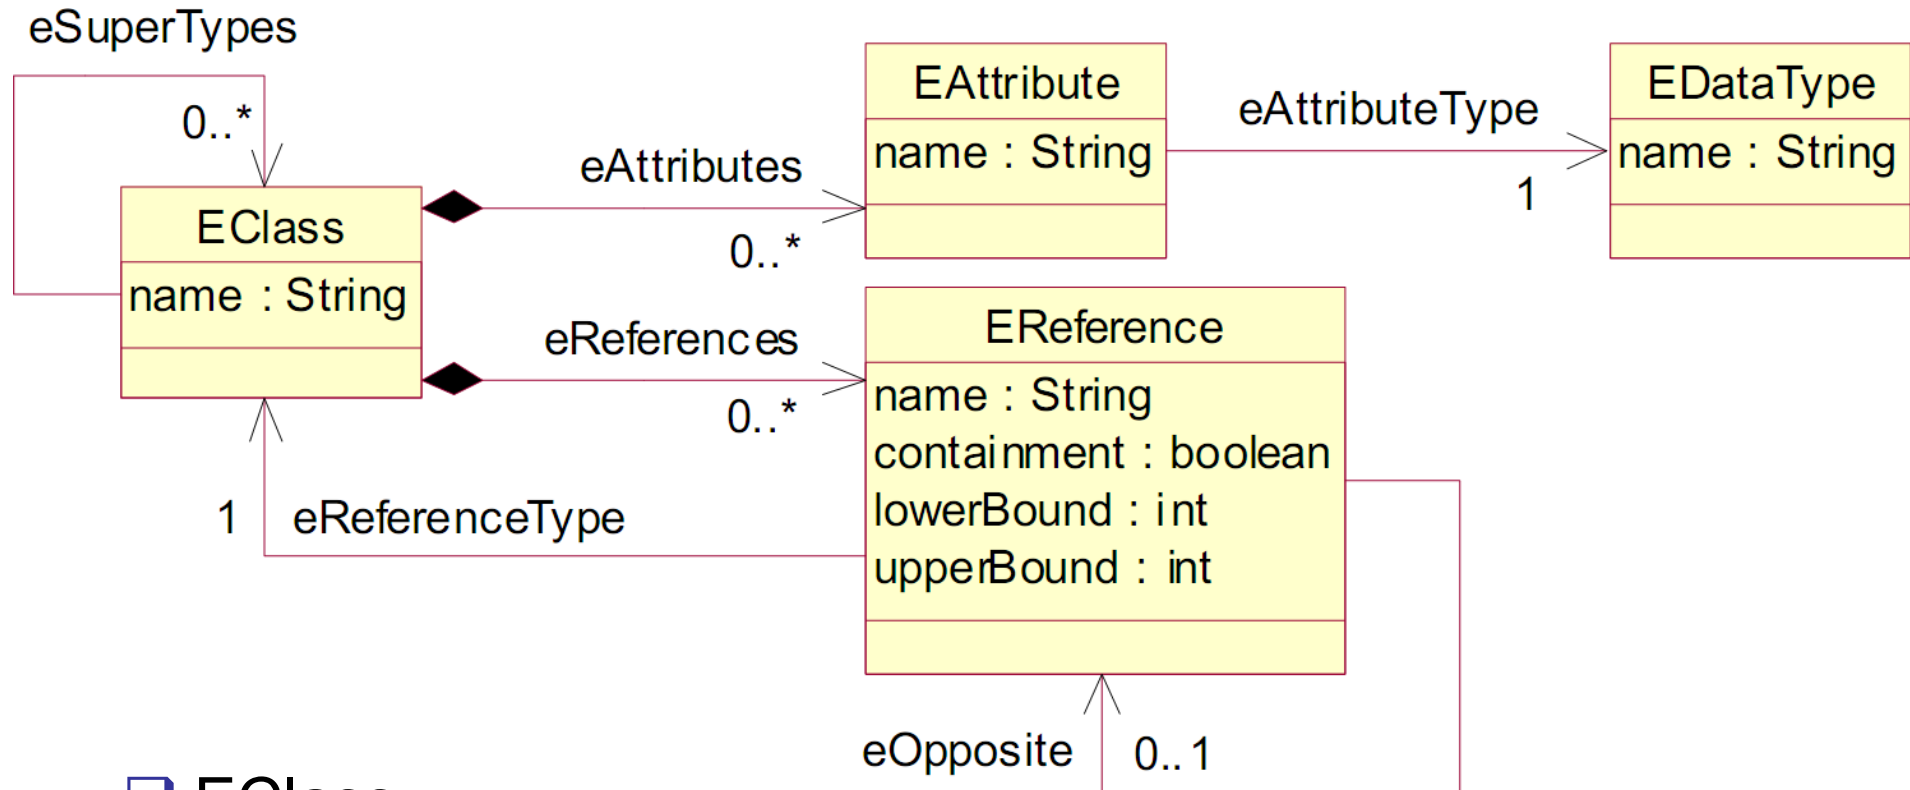 eSuperTypes
0..*
EClass
name : String
eAttributes
0..*
EAttribute
name : String
eAttributeType
1
EDataType
name : String
eReferences
0..*
EReference
name : String
containment : boolean
lowerBound : int
upperBound : int
1
eReferenceType
eOpposite
0..1
EClass